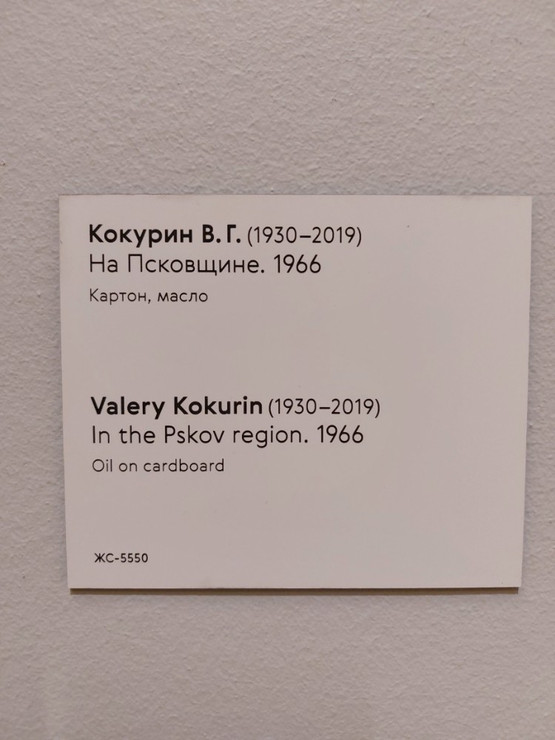 Кокурин В. Г. (1930–2019)
На Псковщине. 1966
Картон, масло
Valery Kokurin (1930–2019)
In the Pskov region. 1966
Oil on cardboard
ЖС-5550